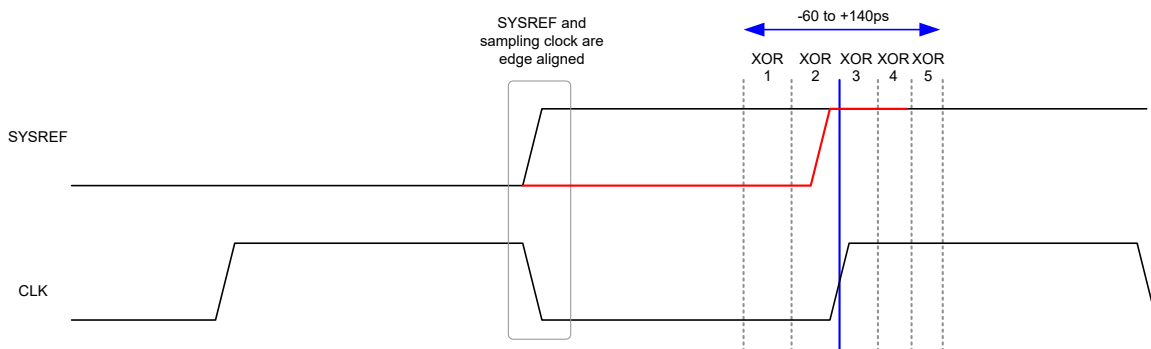 SYSREF and
sampling clock are
edge aligned
-60 to +140ps
XOR XOR XOR XOR XOR
1 2 3 4 5
SYSREF
CLK